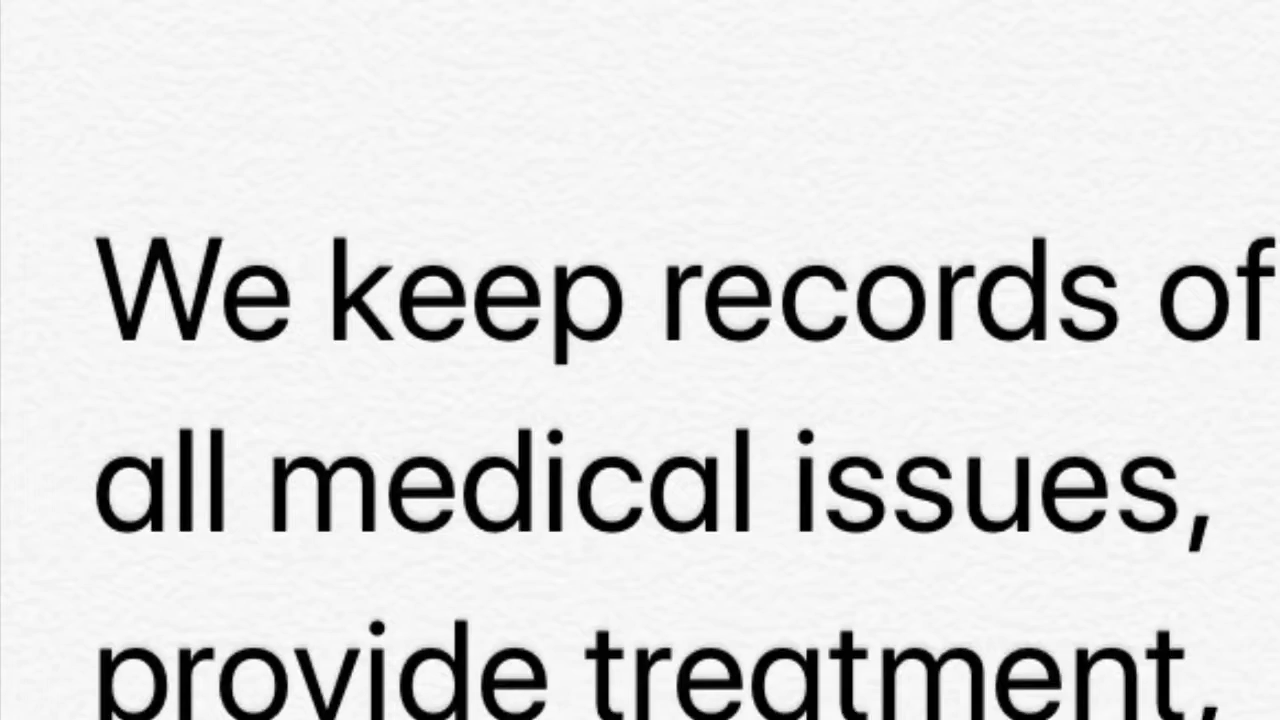 We keep records of
all medical issues,
provide treatment,